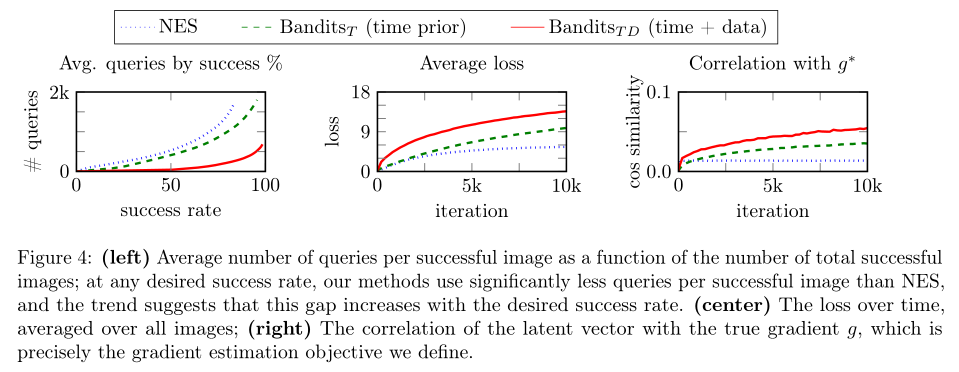 NES
Bandits_T (time prior)
Bandits_{TD} (time + data)
Avg. queries by success %
2k
0
# queries
0
50
100
success rate
Average loss
18
9
0
loss
0
5k
10k
iteration
Correlation with g*
0.1
0.0
cos similarity
0
5k
10k
iteration
Figure 4: (left) Average number of queries per successful image as a function of the number of total successful
images; at any desired success rate, our methods use significantly less queries per successful image than NES,
and the trend suggests that this gap increases with the desired success rate. (center) The loss over time,
averaged over all images; (right) The correlation of the latent vector with the true gradient g, which is
precisely the gradient estimation objective we define.